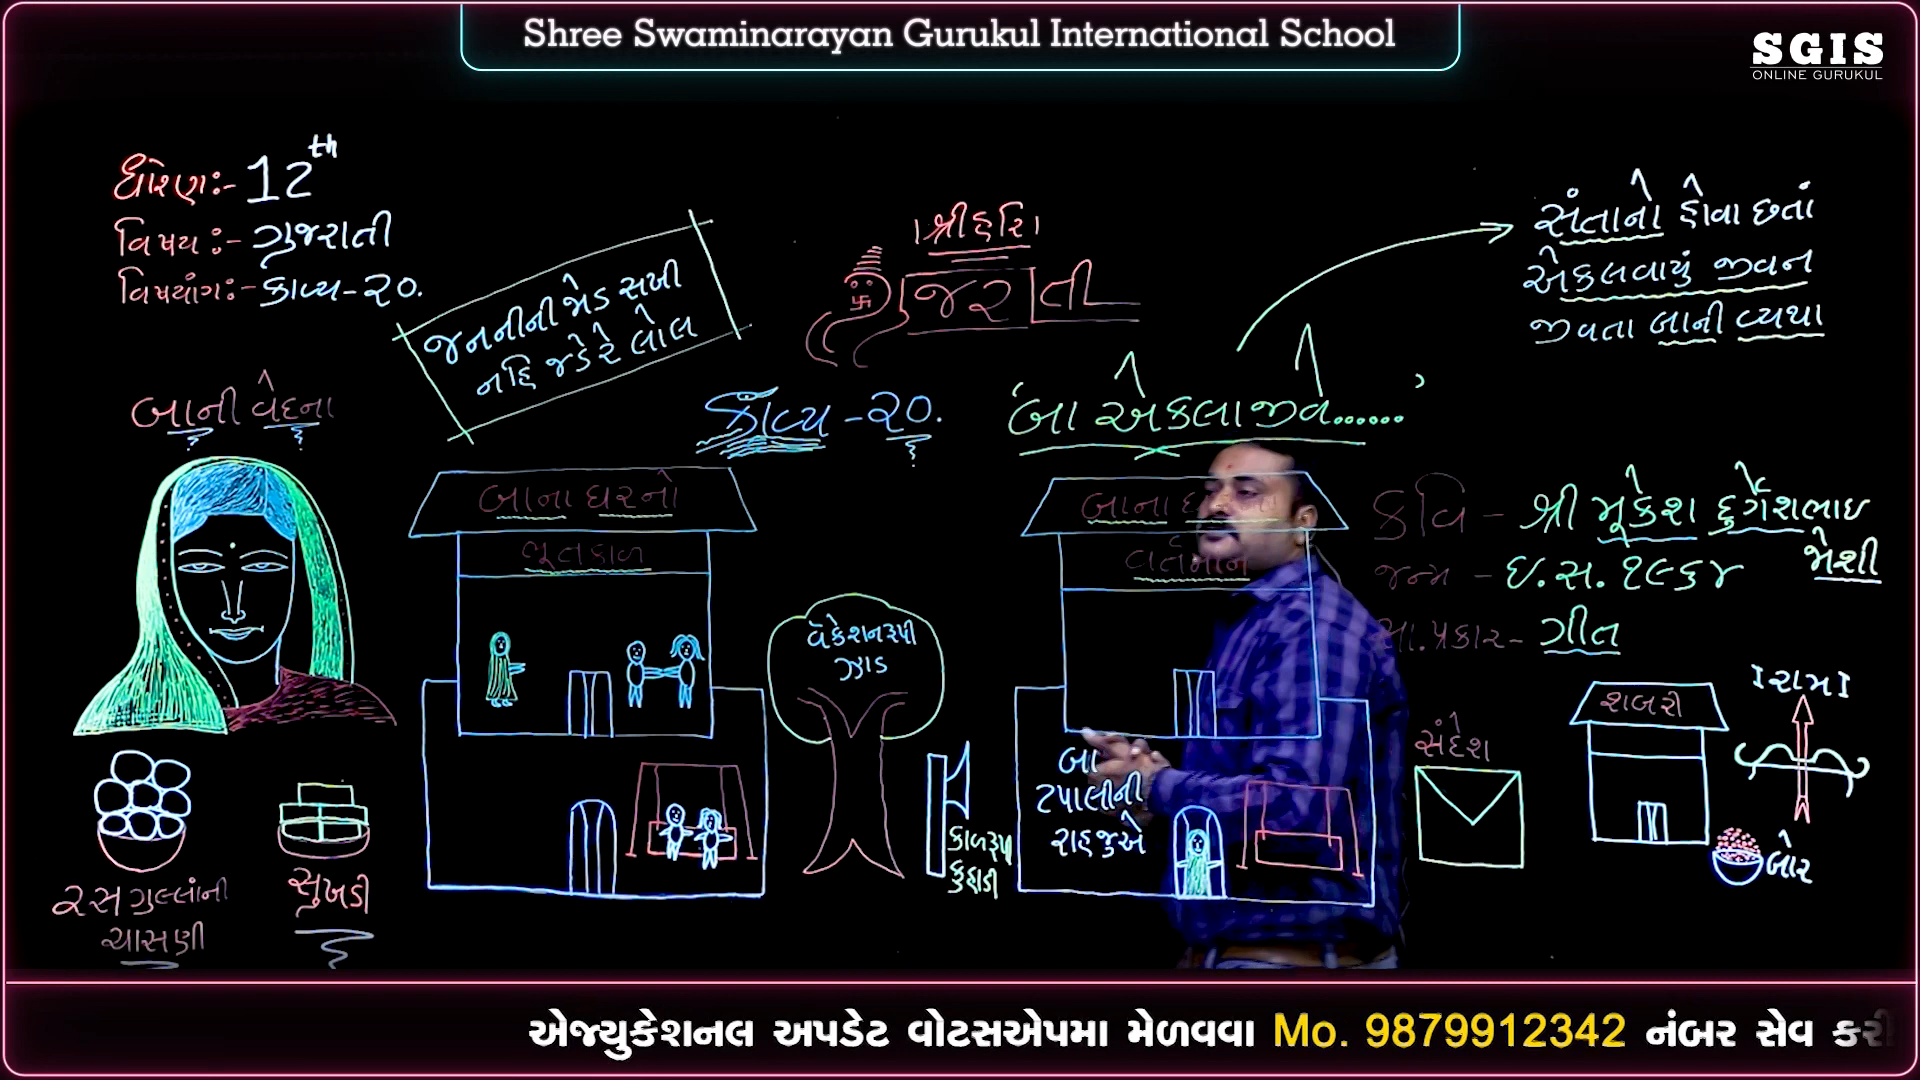 Shree Swaminarayan Gurukul International School
SGIS
ONLINE GURUKUL
ધોરણ:- 12th
વિષય :- ગુજરાતી
વિષયાંગ:- કાવ્ય-૨૦.
જનનીની જોડ સખી
નહિ જડે રે લોલ
।શ્રીહરિ।
જરાતી
સંતાનો હોવા છતાં
એકલવાયું જીવન
જીવતા બાની વ્યથા
બાની વેદના
કાવ્ય - ૨૦.
'બા એકલા જીવે......'
બાના ઘરનો
ભૂતકાળ
બાના ઘ
વર્તમાન
કવિ - શ્રી મૂકેશ દુર્ગેશભાઇ
જોશી
જન્મ - ઇ.સ. ૧૯૬૪
સા.પ્રકાર- ગીત
વૅકેશનરૂપી
ઝાડ
કાળરૂપી
કુહાડી
બા
ટપાલીની
રાહ જુએ
સંદેશ
શબરી
।રામ।
બોર
રસગુલ્લાંની
ચાસણી
સુખડી
એજ્યુકેશનલ અપડેટ વોટસએપમા મેળવવા Mo. 9879912342 નંબર સેવ કરી